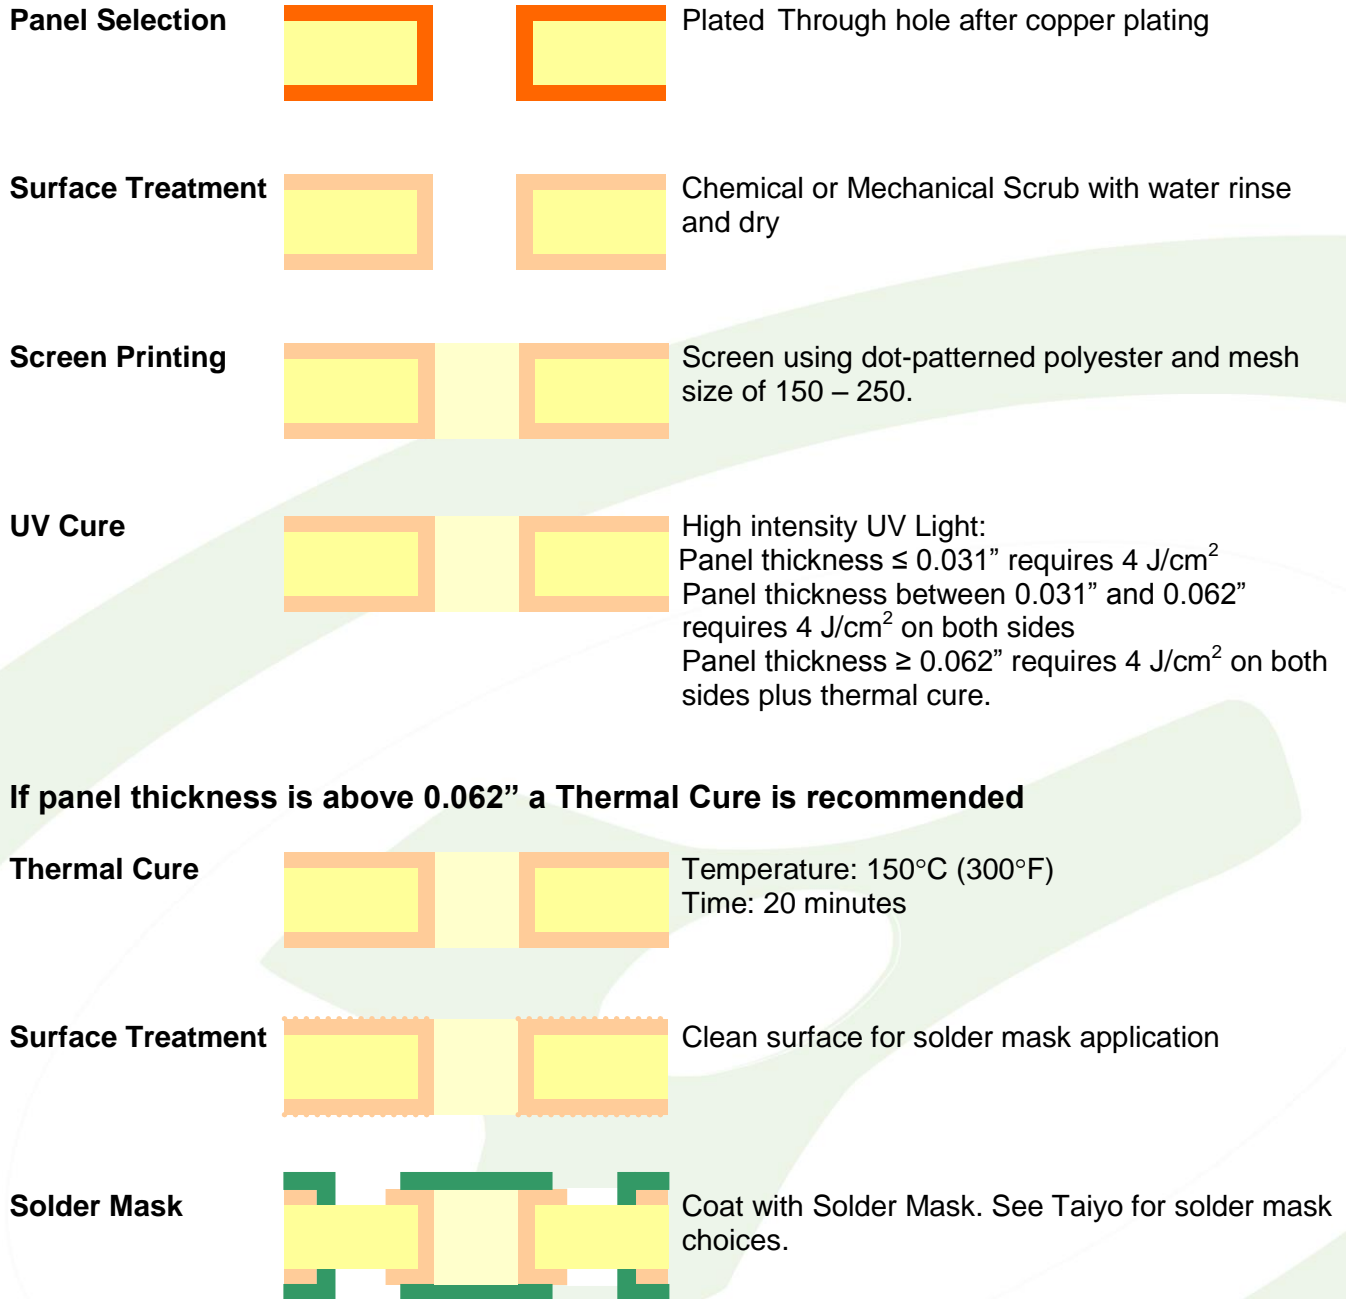 Panel Selection Plated Through hole after copper plating
Surface Treatment Chemical or Mechanical Scrub with water rinse
and dry
Screen Printing Screen using dot-patterned polyester and mesh
size of 150 – 250.
UV Cure High intensity UV Light:
Panel thickness ≤ 0.031” requires 4 J/cm²
Panel thickness between 0.031” and 0.062”
requires 4 J/cm² on both sides
Panel thickness ≥ 0.062” requires 4 J/cm² on both
sides plus thermal cure.
If panel thickness is above 0.062” a Thermal Cure is recommended
Thermal Cure Temperature: 150°C (300°F)
Time: 20 minutes
Surface Treatment Clean surface for solder mask application
Solder Mask Coat with Solder Mask. See Taiyo for solder mask
choices.